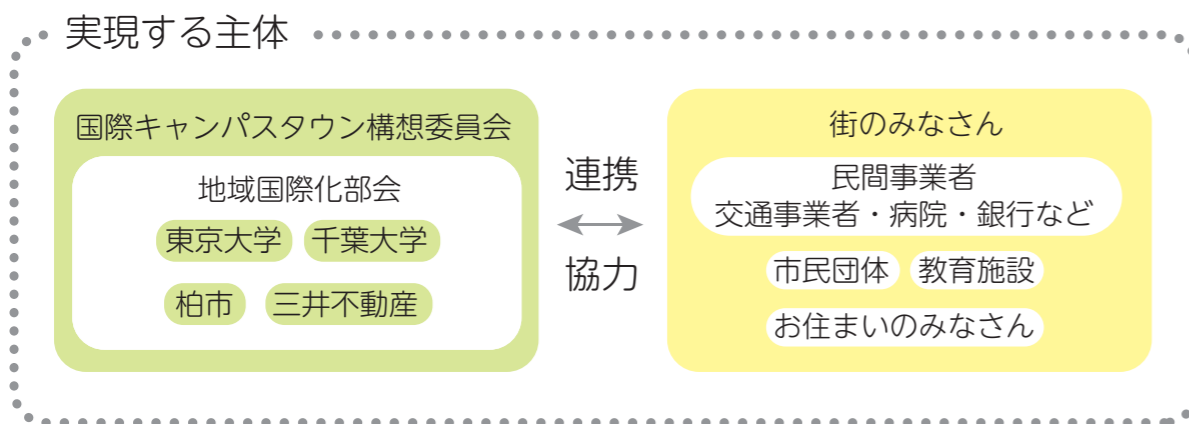 実現する主体
国際キャンパスタウン構想委員会
地域国際化部会
東京大学 千葉大学
柏市 三井不動産
連携
協力
街のみなさん
民間事業者
交通事業者・病院・銀行など
市民団体 教育施設
お住まいのみなさん